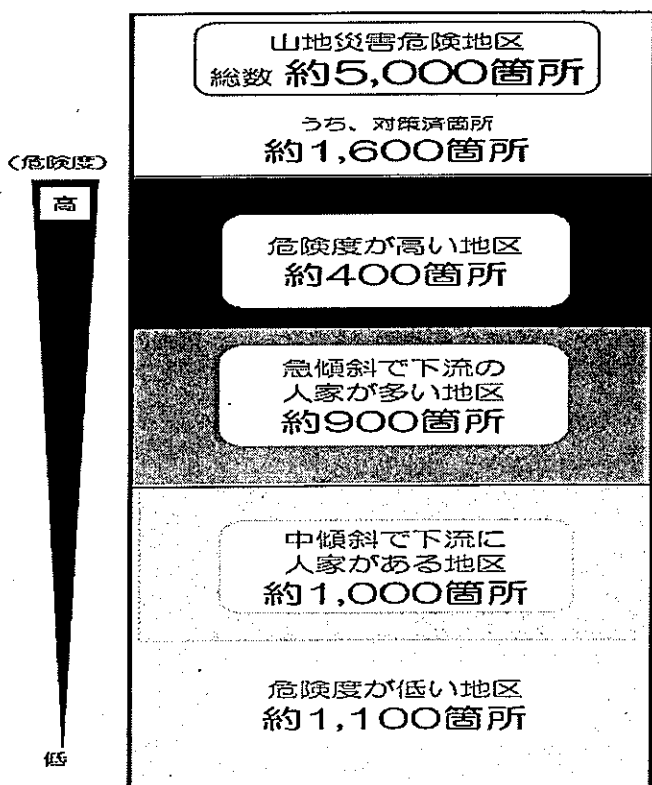 山地災害危険地区
総数 約5,000箇所
うち、対策済箇所
約1,600箇所
(危険度)
高
危険度が高い地区
約400箇所
急傾斜で下流の
人家が多い地区
約900箇所
中傾斜で下流に
人家がある地区
約1,000箇所
危険度が低い地区
約1,100箇所
低